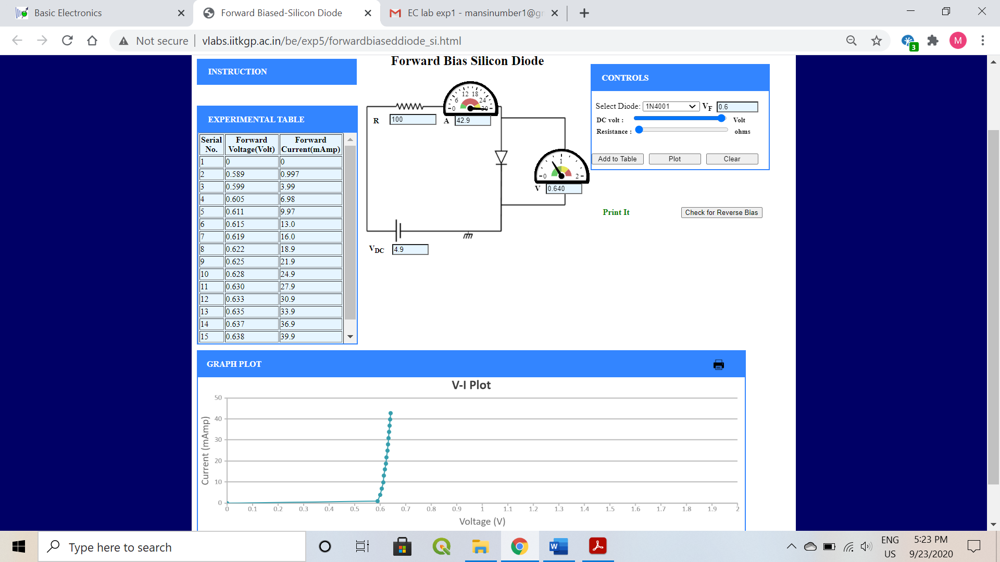 Basic Electronics
Forward Biased-Silicon Diode
EC lab exp1 - mansinumber1@g
Not secure
vlabs.iitkgp.ac.in/be/exp5/forwardbiaseddiode_si.html
3
M
Forward Bias Silicon Diode
INSTRUCTION
EXPERIMENTAL TABLE
Serial No. Forward Voltage(Volt) Forward Current(mAmp)
1 0 0
2 0.589 0.997
3 0.599 3.99
4 0.605 6.98
5 0.611 9.97
6 0.615 13.0
7 0.619 16.0
8 0.622 18.9
9 0.625 21.9
10 0.628 24.9
11 0.630 27.9
12 0.633 30.9
13 0.635 33.9
14 0.637 36.9
15 0.638 39.9
0 6 12 18 24 30
R 100 A 42.9
0 1 2
V 0.640
VDC 4.9
CONTROLS
Select Diode: 1N4001 VF 0.6
DC volt : Volt
Resistance : ohms
Add to Table Plot Clear
Print It Check for Reverse Bias
GRAPH PLOT
V-I Plot
Current (mAmp)
50
40
30
20
10
0
0 0.1 0.2 0.3 0.4 0.5 0.6 0.7 0.8 0.9 1 1.1 1.2 1.3 1.4 1.5 1.6 1.7 1.8 1.9 2
Voltage (V)
Type here to search
W
ENG
US
5:23 PM
9/23/2020